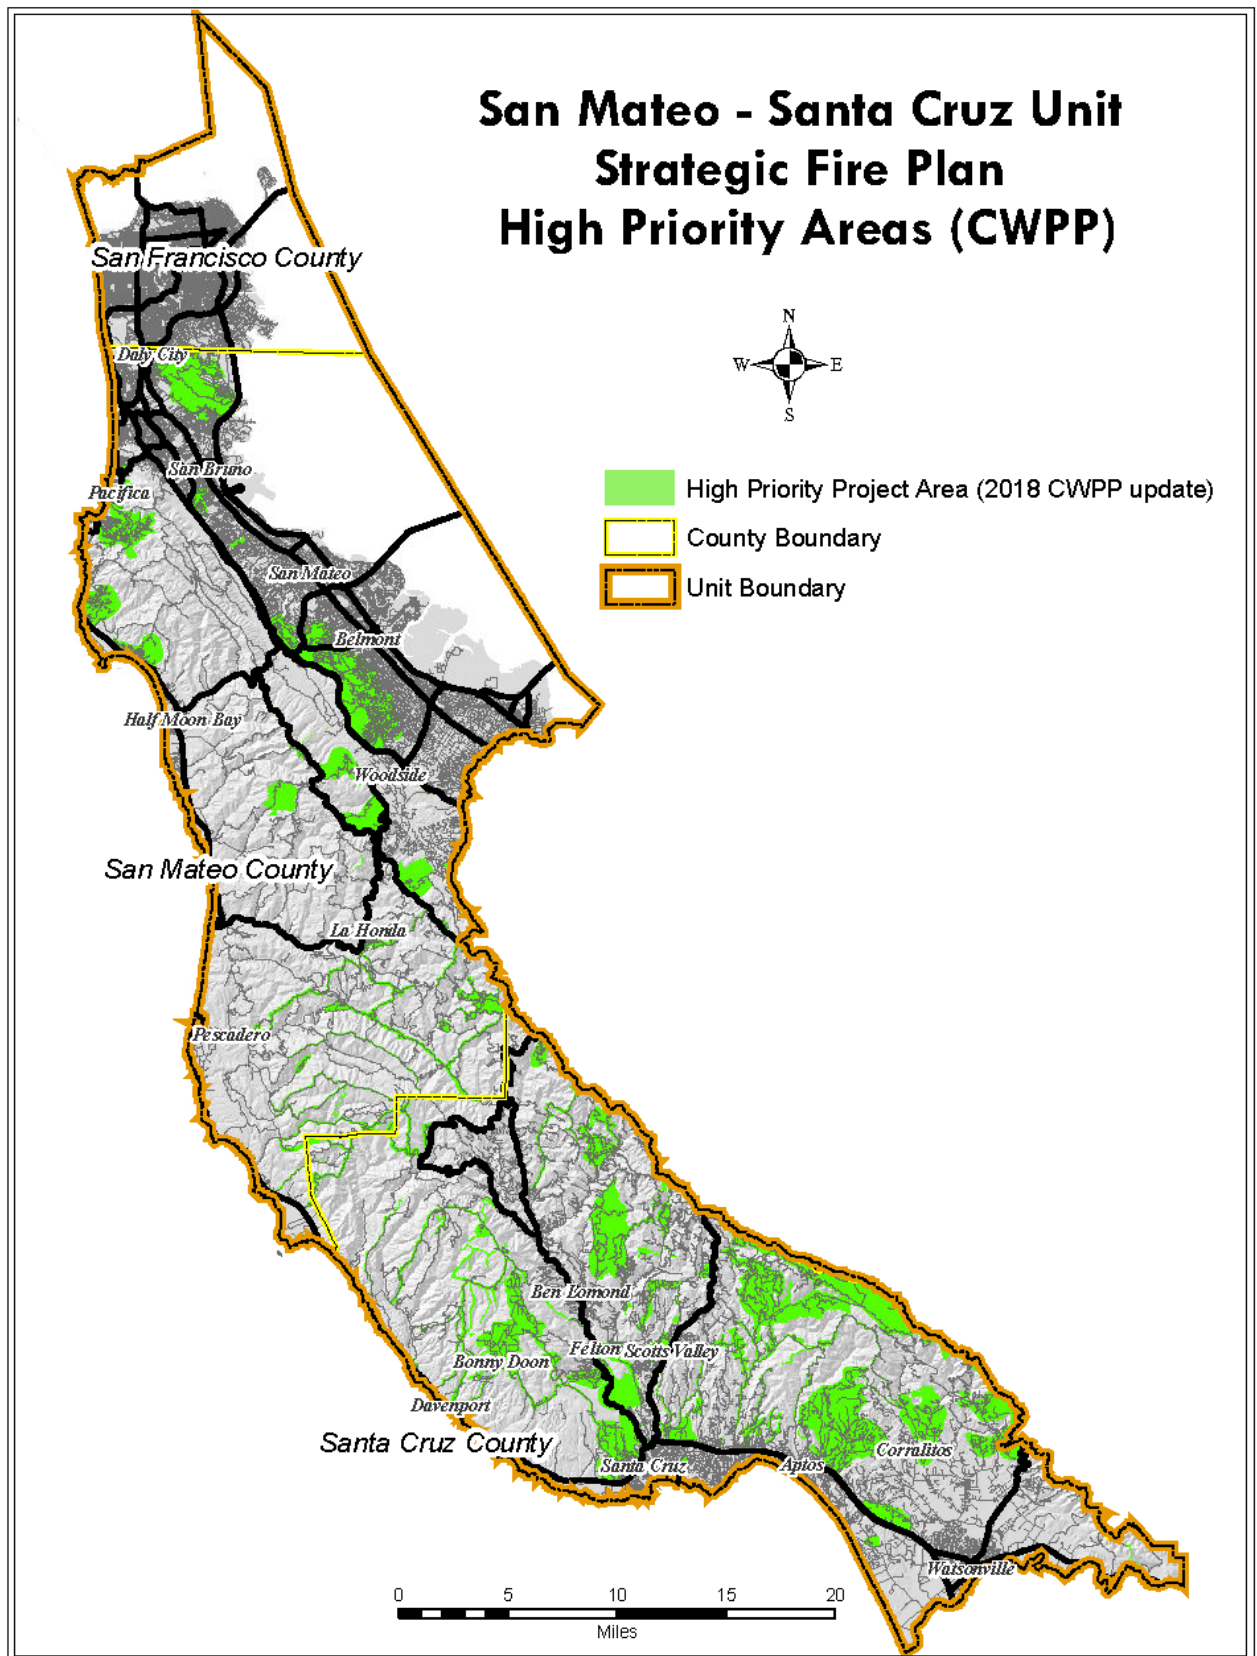 San Mateo - Santa Cruz Unit
Strategic Fire Plan
High Priority Areas (CWPP)
San Francisco County
N
W E
S
Daly City
San Bruno
Pacifica
High Priority Project Area (2018 CWPP update)
County Boundary
San Mateo
Unit Boundary
Belmont
Half Moon Bay
Woodside
San Mateo County
La Honda
Pescadero
Ben Lomond
Felton
Scotts Valley
Bonny Doon
Davenport
Santa Cruz County
Corralitos
Santa Cruz
Aptos
Watsonville
0 5 10 15 20
Miles